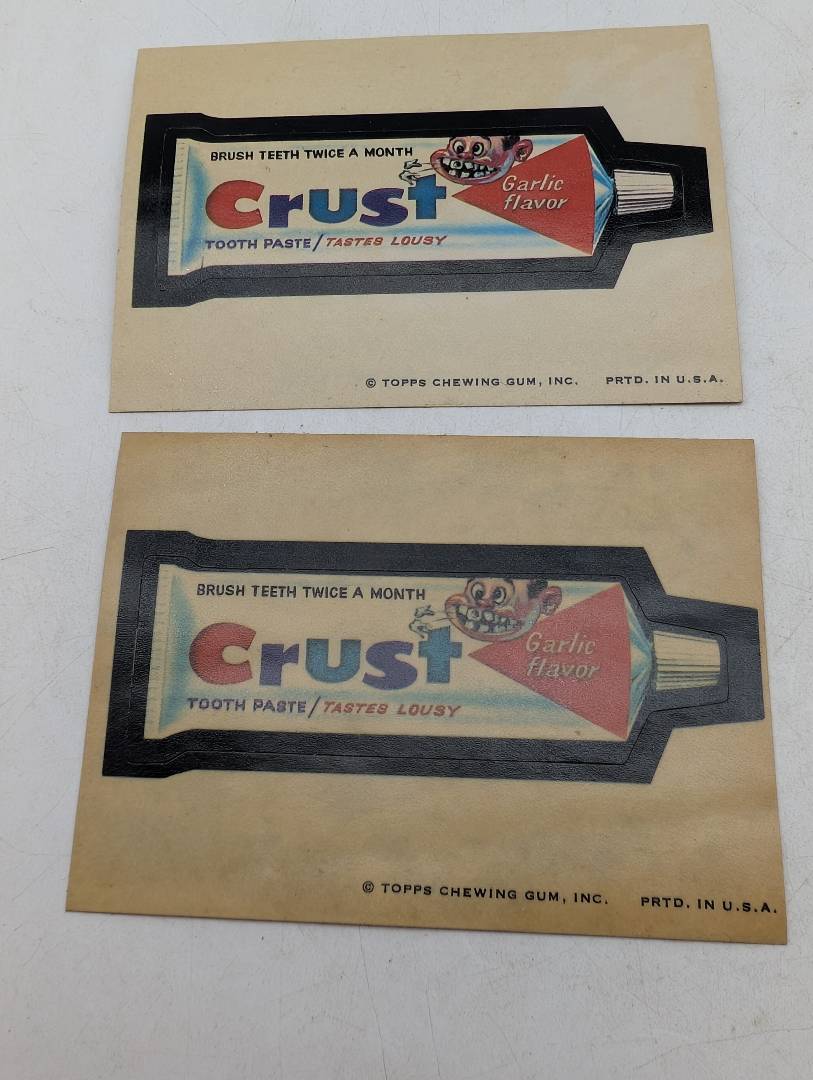 BRUSH TEETH TWICE A MONTH
Crust
Garlic
flavor
TOOTH PASTE/TASTES LOUSY
© TOPPS CHEWING GUM, INC. PRTD. IN U.S.A.
BRUSH TEETH TWICE A MONTH
Crust
Garlic
flavor
TOOTH PASTE/TASTES LOUSY
© TOPPS CHEWING GUM, INC. PRTD. IN U.S.A.